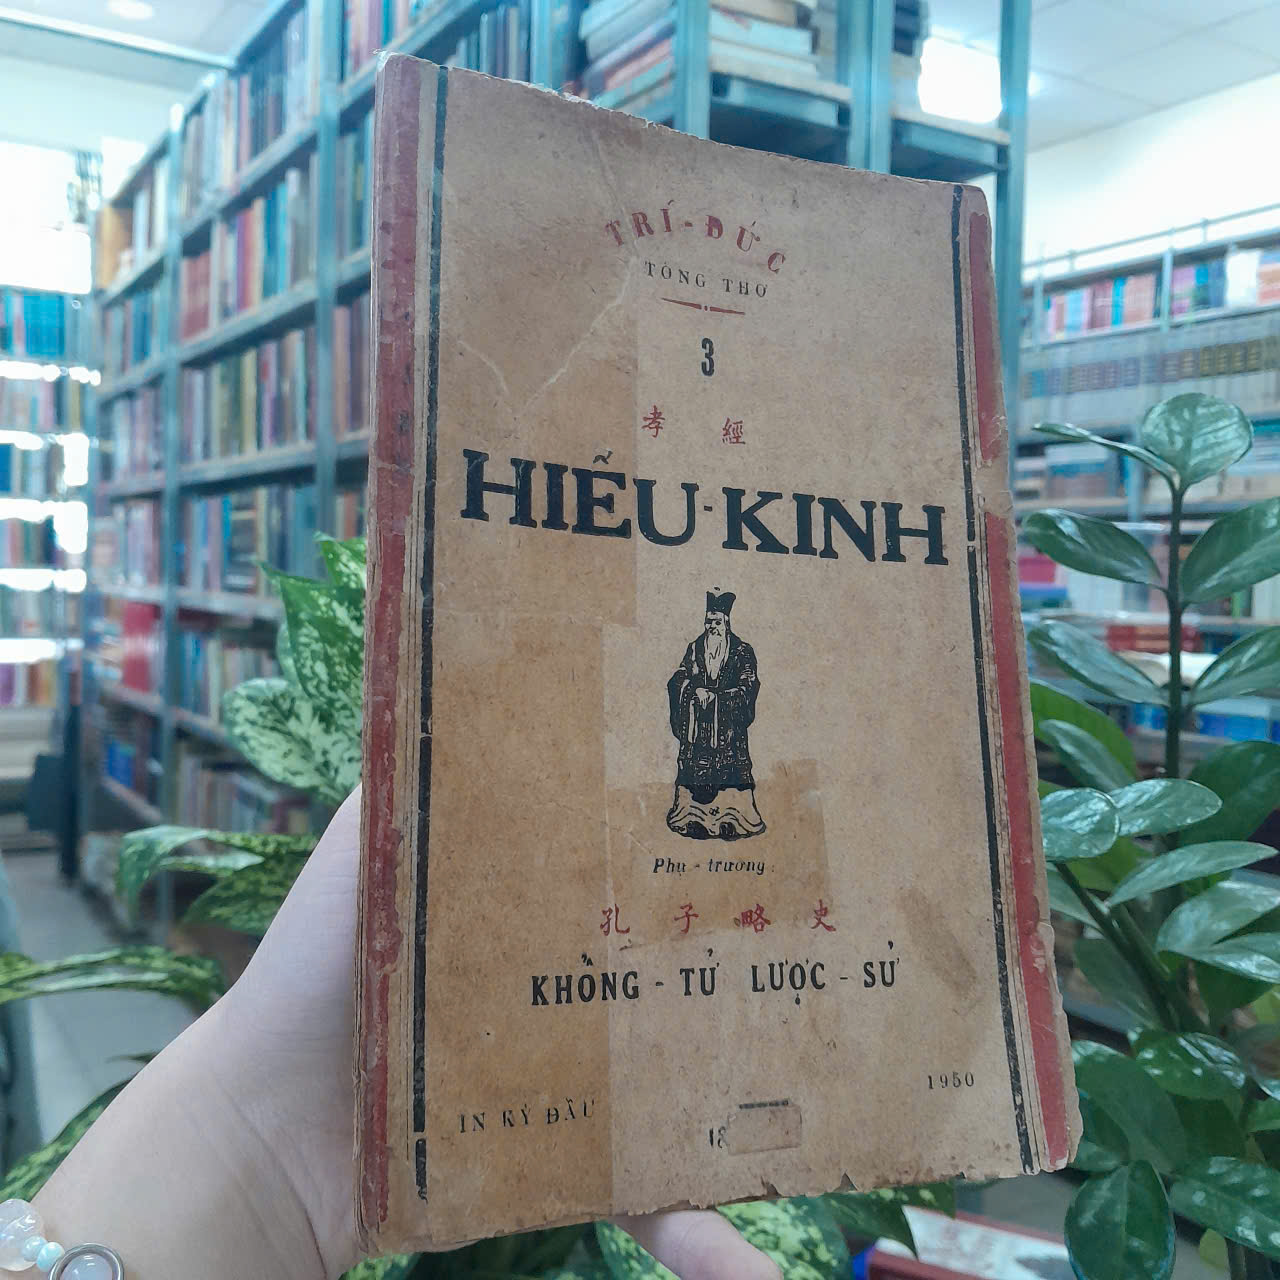 TRÍ-ĐỨC
TÒNG THƠ
3
孝 經
HIẾU-KINH
Phụ - trương :
孔 子 略 史
KHỔNG - TỬ LƯỢC - SỬ
IN KỲ ĐẦU
1950
18